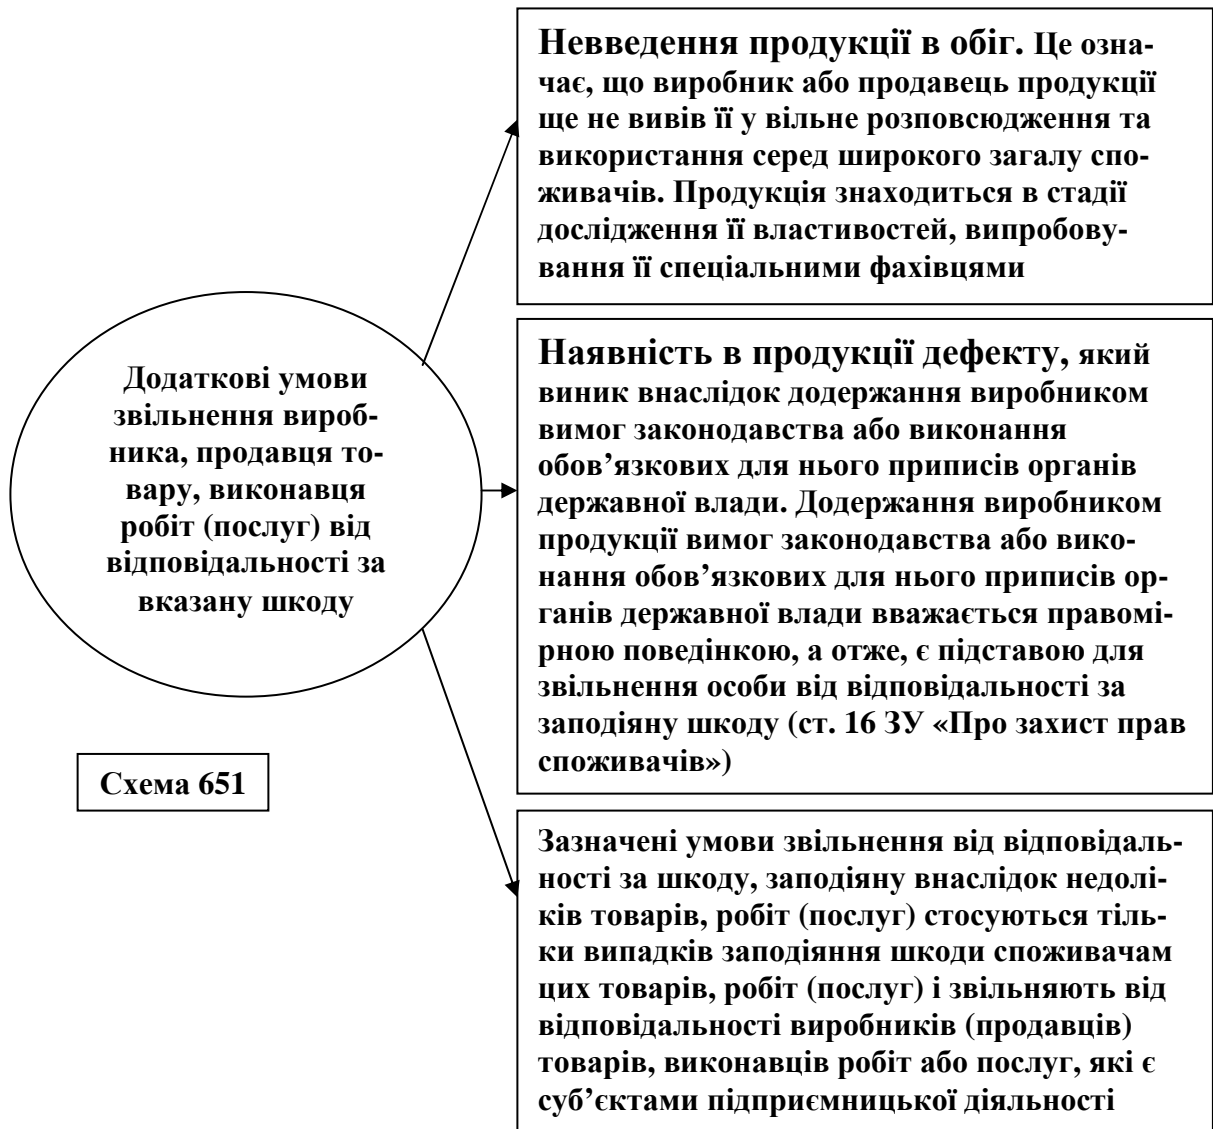 Невведення продукції в обіг. Це озна-
чає, що виробник або продавець продукції
ще не вивів її у вільне розповсюдження та
використання серед широкого загалу спо-
живачів. Продукція знаходиться в стадії
дослідження її властивостей, випробову-
вання її спеціальними фахівцями
Додаткові умови
звільнення вироб-
ника, продавця то-
вару, виконавця
робіт (послуг) від
відповідальності за
вказану шкоду
Наявність в продукції дефекту, який
виник внаслідок додержання виробником
вимог законодавства або виконання
обов’язкових для нього приписів органів
державної влади. Додержання виробником
продукції вимог законодавства або вико-
нання обов’язкових для нього приписів ор-
ганів державної влади вважається правомі-
рною поведінкою, а отже, є підставою для
звільнення особи від відповідальності за
заподіяну шкоду (ст. 16 ЗУ «Про захист прав
споживачів»)
Схема 651
Зазначені умови звільнення від відповідаль-
ності за шкоду, заподіяну внаслідок недолі-
ків товарів, робіт (послуг) стосуються тіль-
ки випадків заподіяння шкоди споживачам
цих товарів, робіт (послуг) і звільняють від
відповідальності виробників (продавців)
товарів, виконавців робіт або послуг, які є
суб’єктами підприємницької діяльності